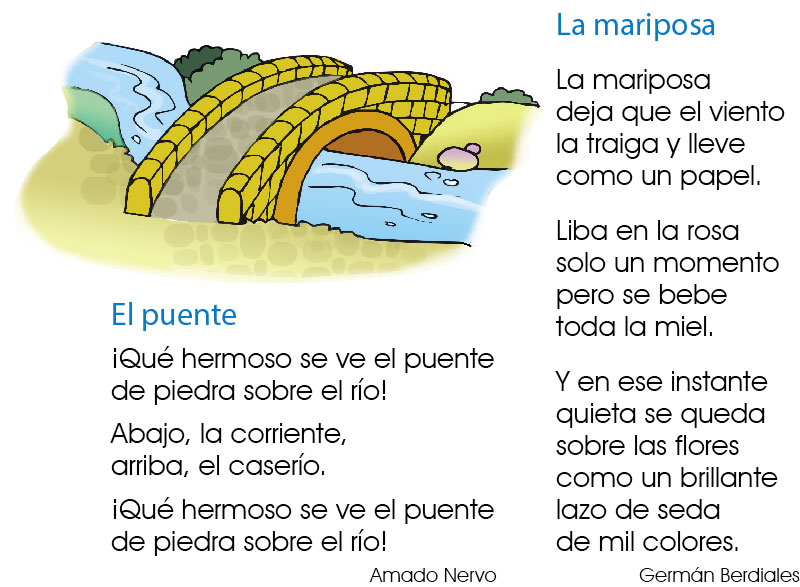 El puente
¡Qué hermoso se ve el puente
de piedra sobre el río!
Abajo, la corriente,
arriba, el caserío.
¡Qué hermoso se ve el puente
de piedra sobre el río!
Amado Nervo
La mariposa
La mariposa
deja que el viento
la traiga y lleve
como un papel.
Liba en la rosa
solo un momento
pero se bebe
toda la miel.
Y en ese instante
quieta se queda
sobre las flores
como un brillante
lazo de seda
de mil colores.
Germán Berdiales